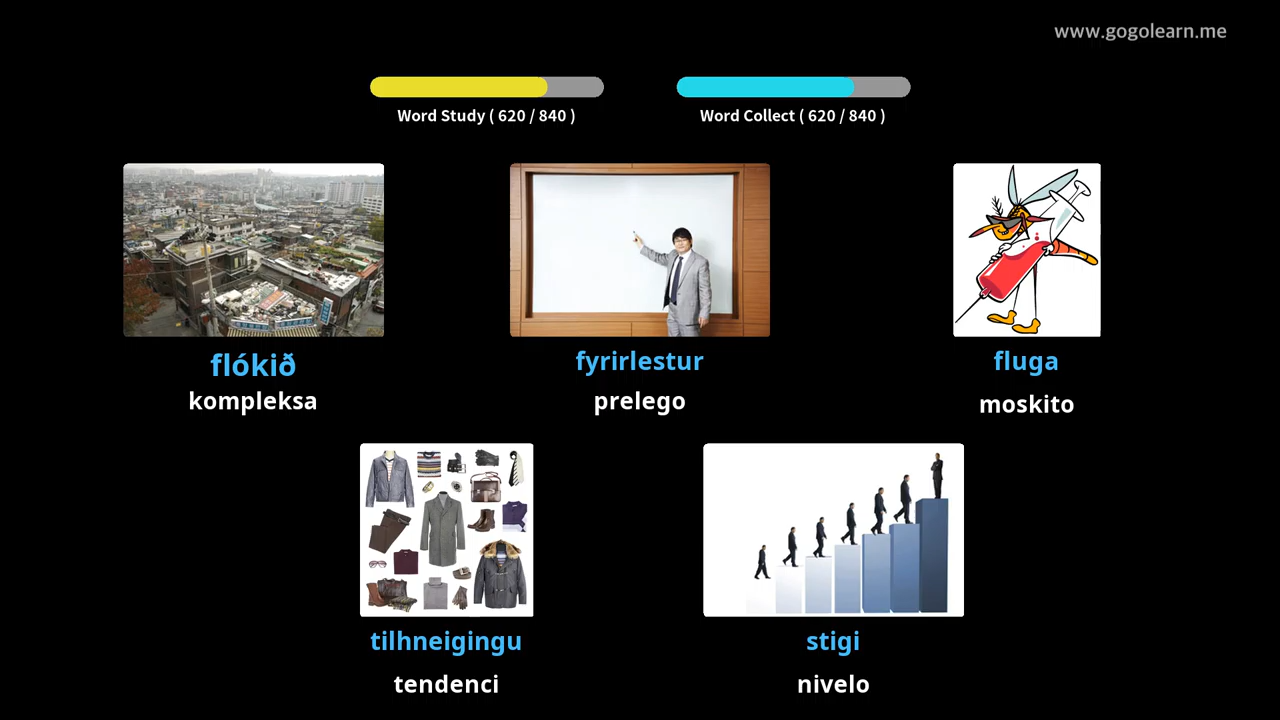 www.gogolearn.me
Word Study ( 620 / 840 )
Word Collect ( 620 / 840 )
flókið
fyrirlestur
fluga
kompleksa
prelego
moskito
tilhneigingu
stigi
tendenci
nivelo